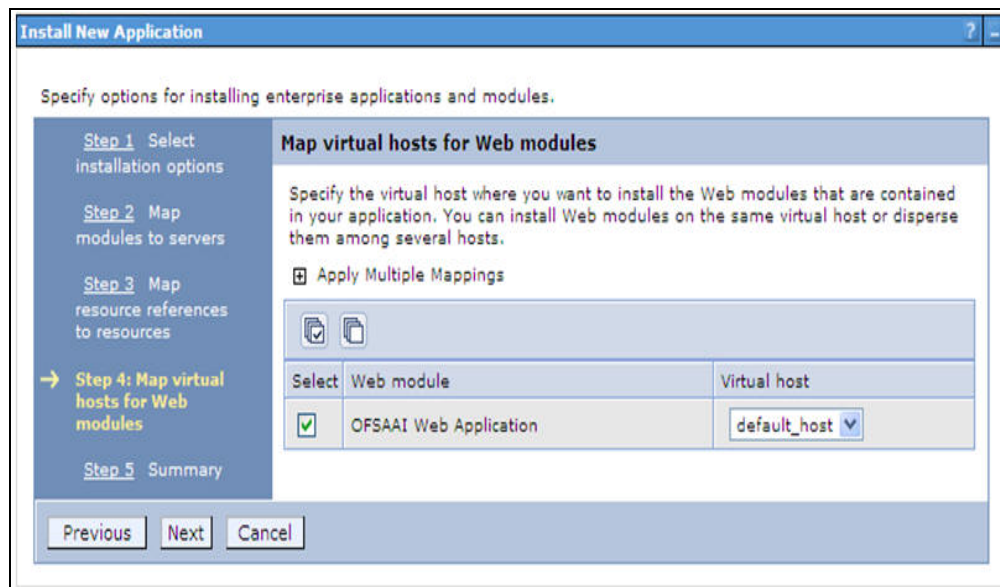 Install New Application
?
Specify options for installing enterprise applications and modules.
Step 1 Select
installation options
Step 2 Map
modules to servers
Step 3 Map
resource references
to resources
Step 4: Map virtual
hosts for Web
modules
Step 5 Summary
Map virtual hosts for Web modules
Specify the virtual host where you want to install the Web modules that are contained
in your application. You can install Web modules on the same virtual host or disperse
them among several hosts.
Apply Multiple Mappings
Select Web module Virtual host
OFSAAI Web Application default_host
Previous Next Cancel